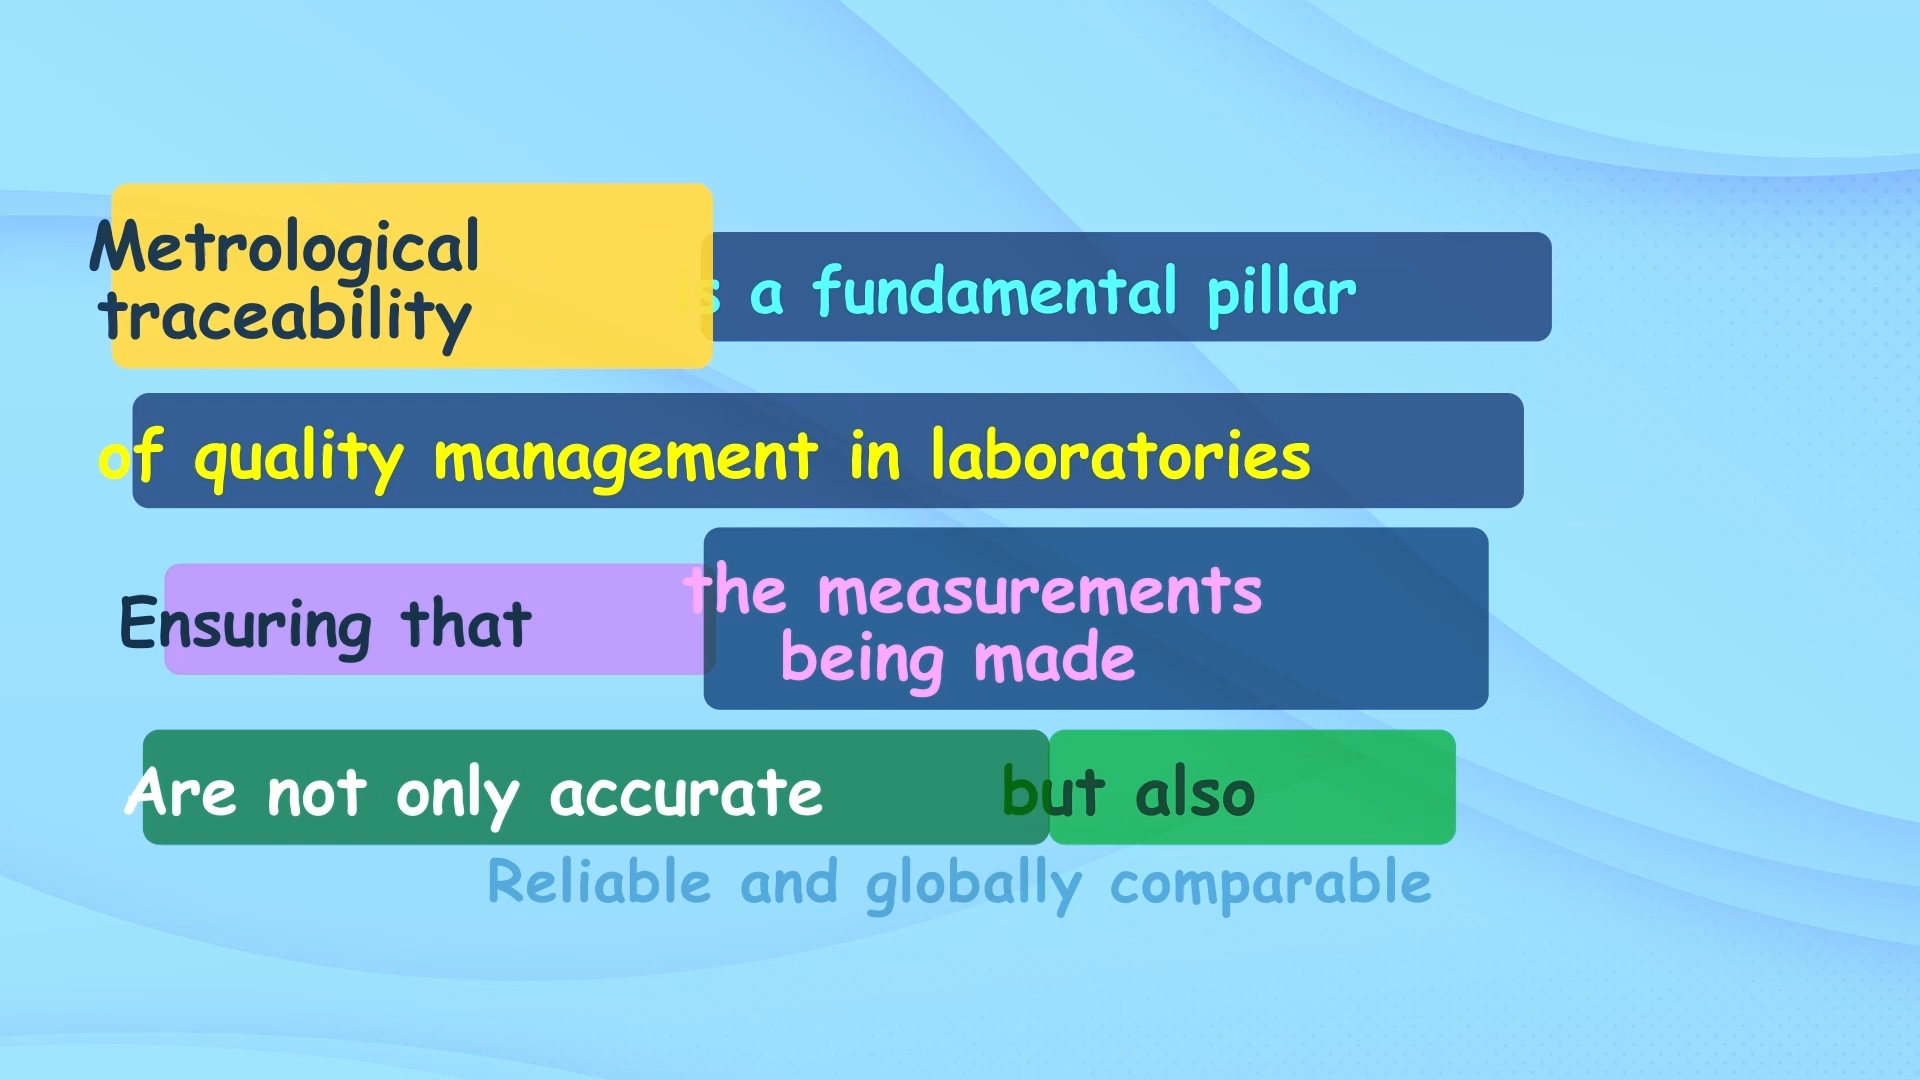 Metrological
traceability
is a fundamental pillar
of quality management in laboratories
Ensuring that
the measurements
being made
Are not only accurate
but also
Reliable and globally comparable